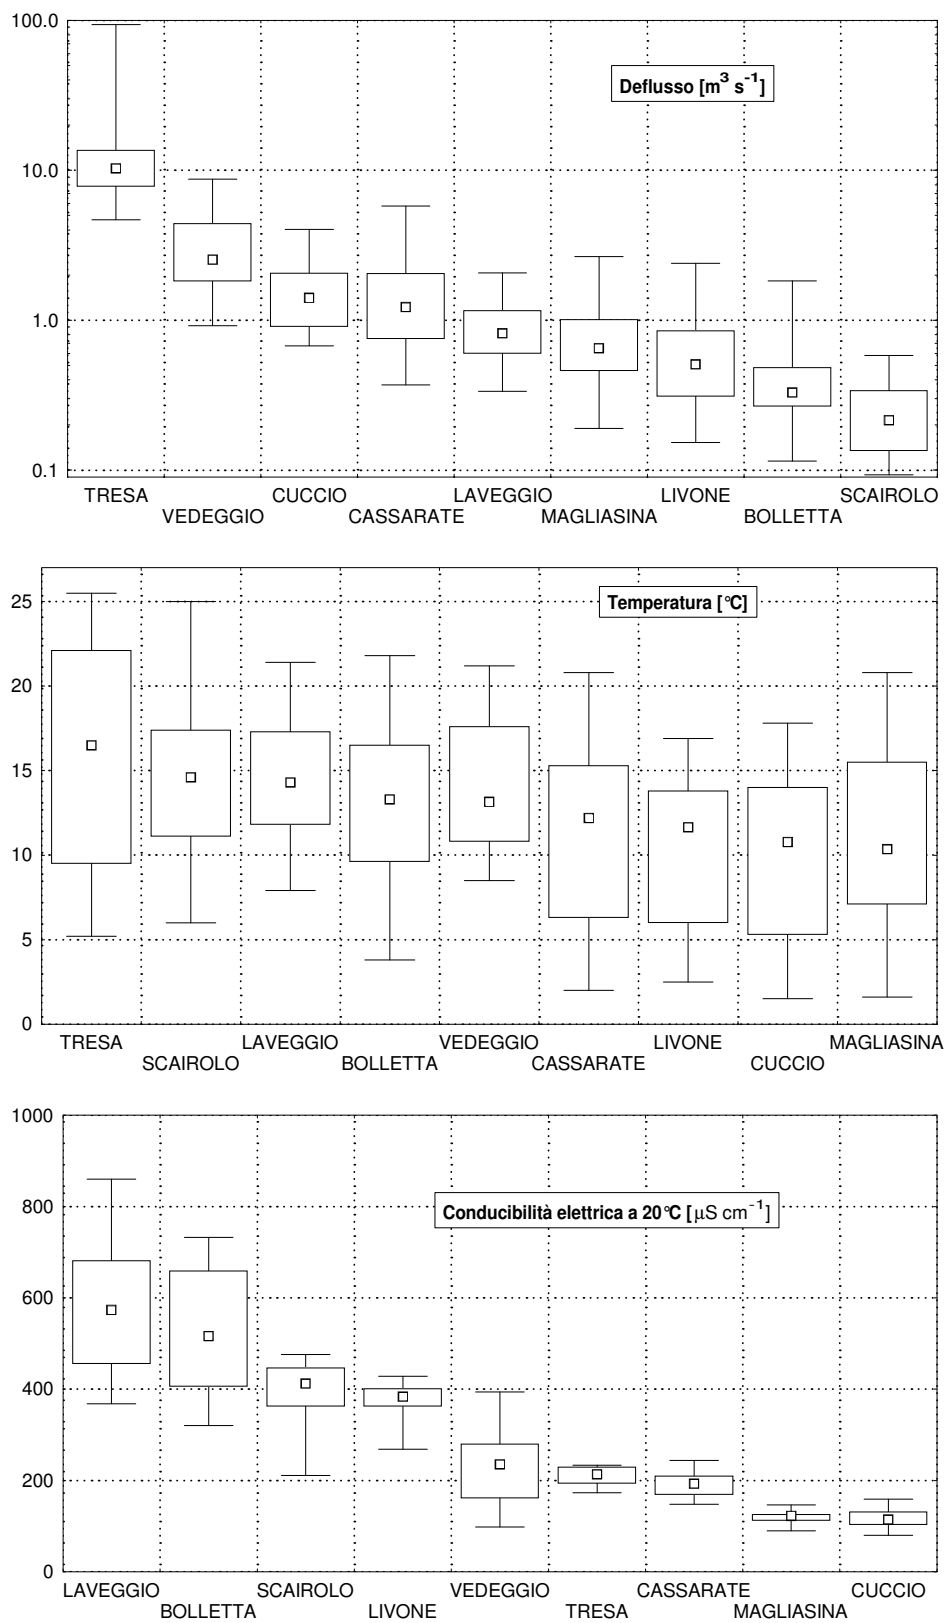 100.0
Deflusso [m³ s⁻¹]
10.0
1.0
0.1
TRESA CUCCIO LAVEGGIO LIVONE SCAIROLO
VEDEGGIO CASSARATE MAGLIASINA BOLLETTA
25
Temperatura [°C]
20
15
10
5
0
TRESA LAVEGGIO VEDEGGIO LIVONE MAGLIASINA
SCAIROLO BOLLETTA CASSARATE CUCCIO
1000
800
Conducibilità elettrica a 20°C [µS cm⁻¹]
600
400
200
0
LAVEGGIO SCAIROLO VEDEGGIO CASSARATE CUCCIO
BOLLETTA LIVONE TRESA MAGLIASINA